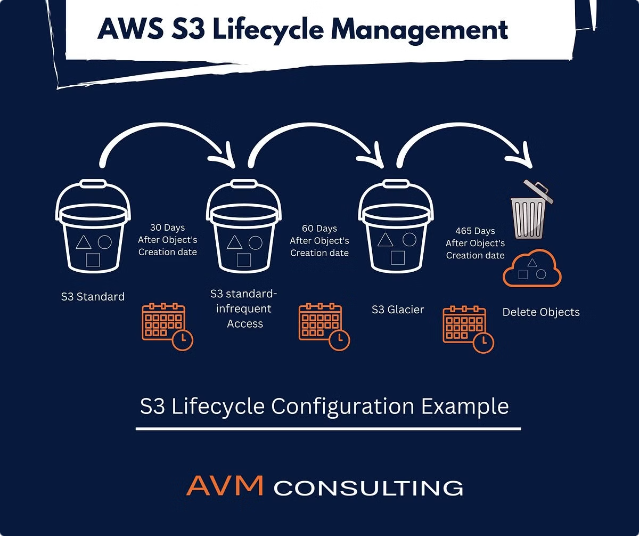 AWS S3 Lifecycle Management
30 Days
After Object's
Creation date
60 Days
After Object's
Creation date
465 Days
After Object's
Creation date
S3 Standard
S3 standard-
infrequent
Access
S3 Glacier
Delete Objects
S3 Lifecycle Configuration Example
AVM CONSULTING